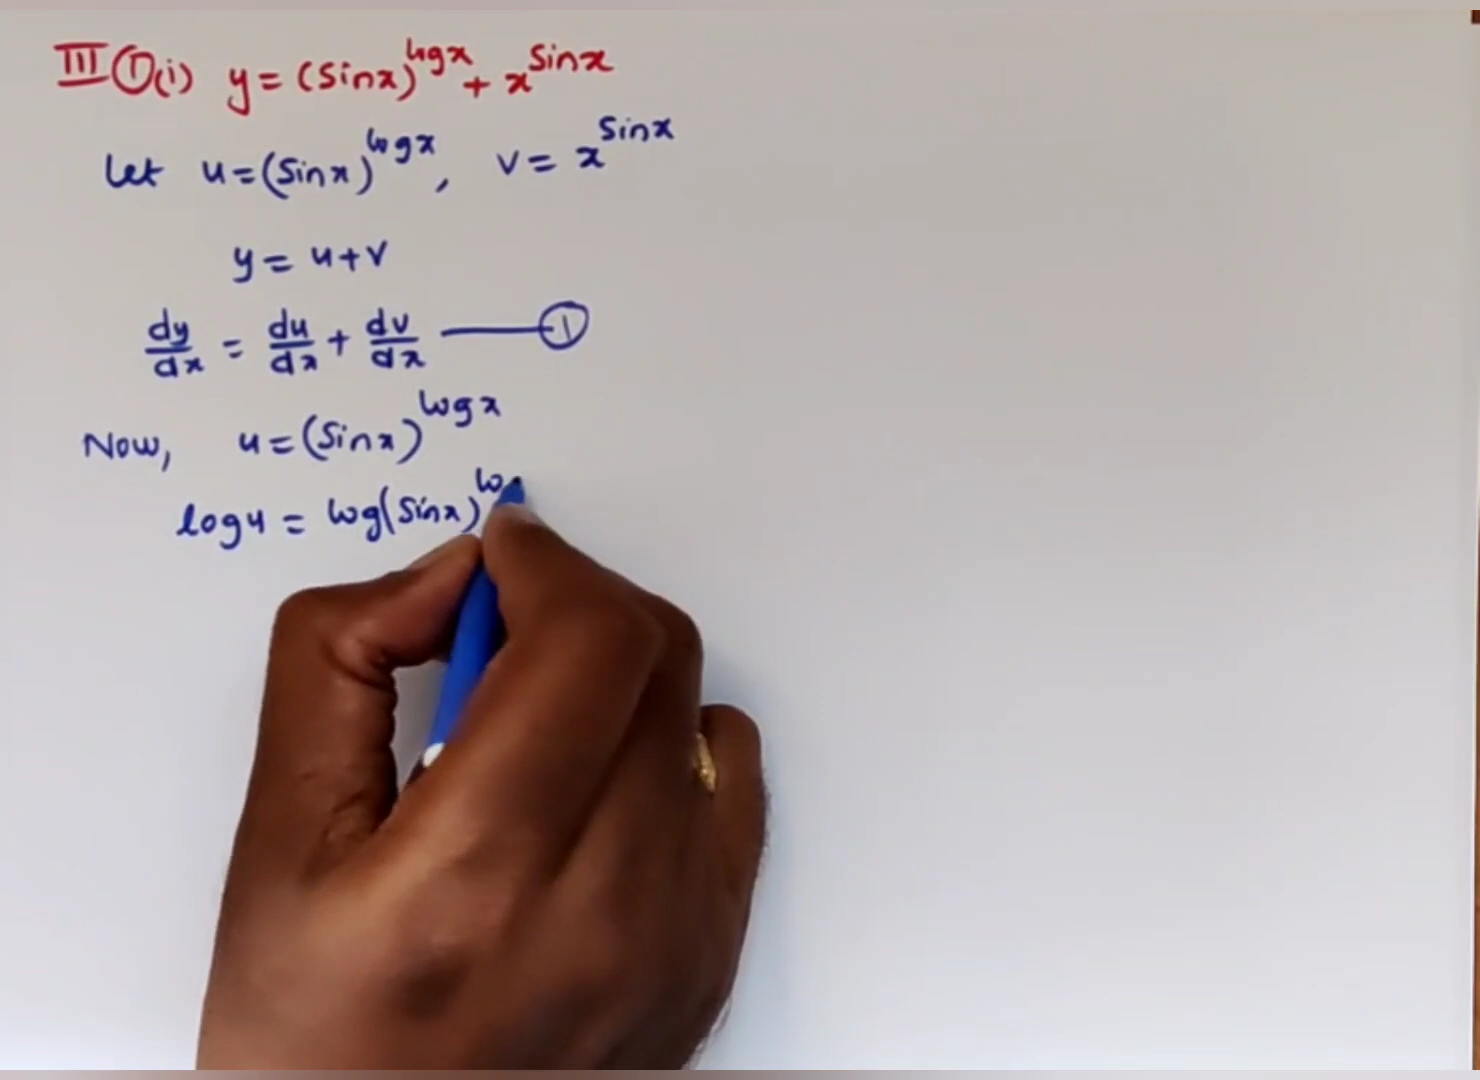 III ①(i) y = (Sinx)^logx + x^Sinx
Let u = (Sinx)^logx, v = x^Sinx
y = u+v
dy/dx = du/dx + dv/dx —— ①
Now, u = (Sinx)^logx
log u = log(Sinx)^lo